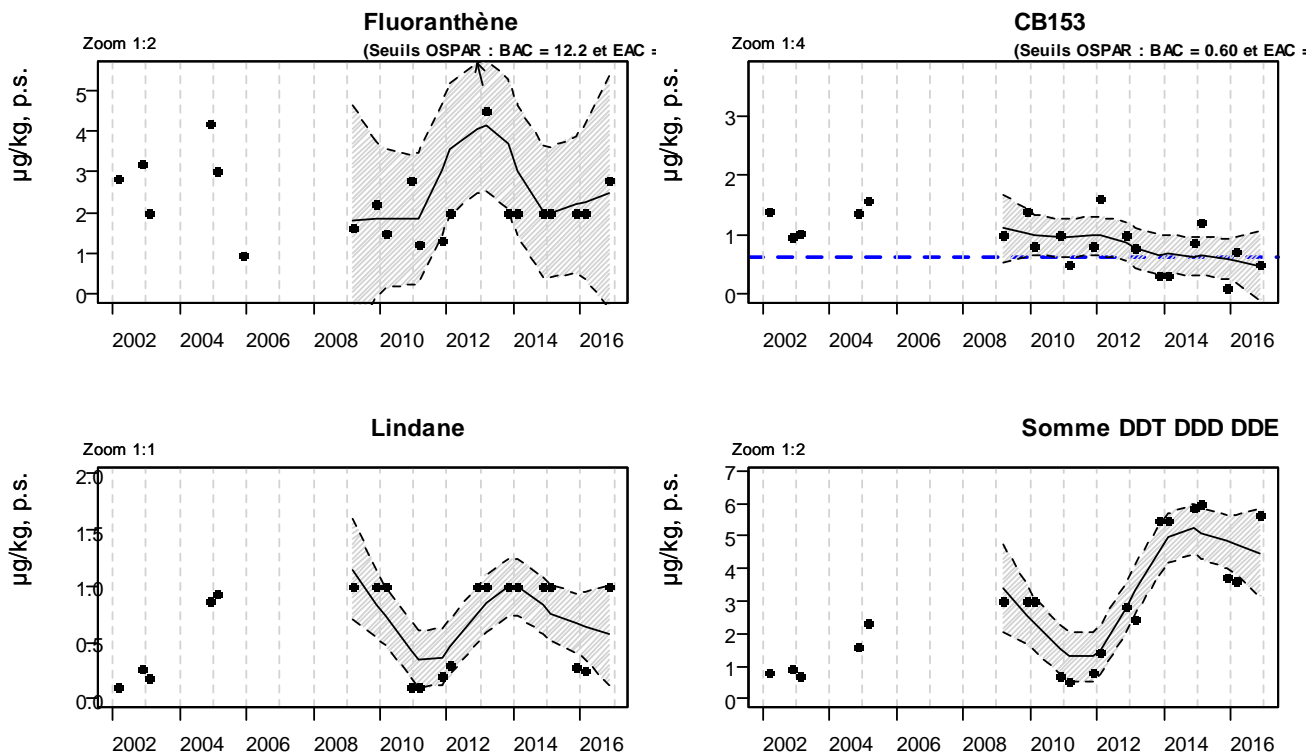 Fluoranthène
Zoom 1:2
(Seuils OSPAR : BAC = 12.2 et EAC =
µg/kg, p.s.
5
4
3
2
1
0
2002 2004 2006 2008 2010 2012 2014 2016
CB153
Zoom 1:4
(Seuils OSPAR : BAC = 0.60 et EAC =
µg/kg, p.s.
3
2
1
0
2002 2004 2006 2008 2010 2012 2014 2016
Lindane
Zoom 1:1
µg/kg, p.s.
2.0
1.5
1.0
0.5
0.0
2002 2004 2006 2008 2010 2012 2014 2016
Somme DDT DDD DDE
Zoom 1:2
µg/kg, p.s.
7
6
5
4
3
2
1
0
2002 2004 2006 2008 2010 2012 2014 2016